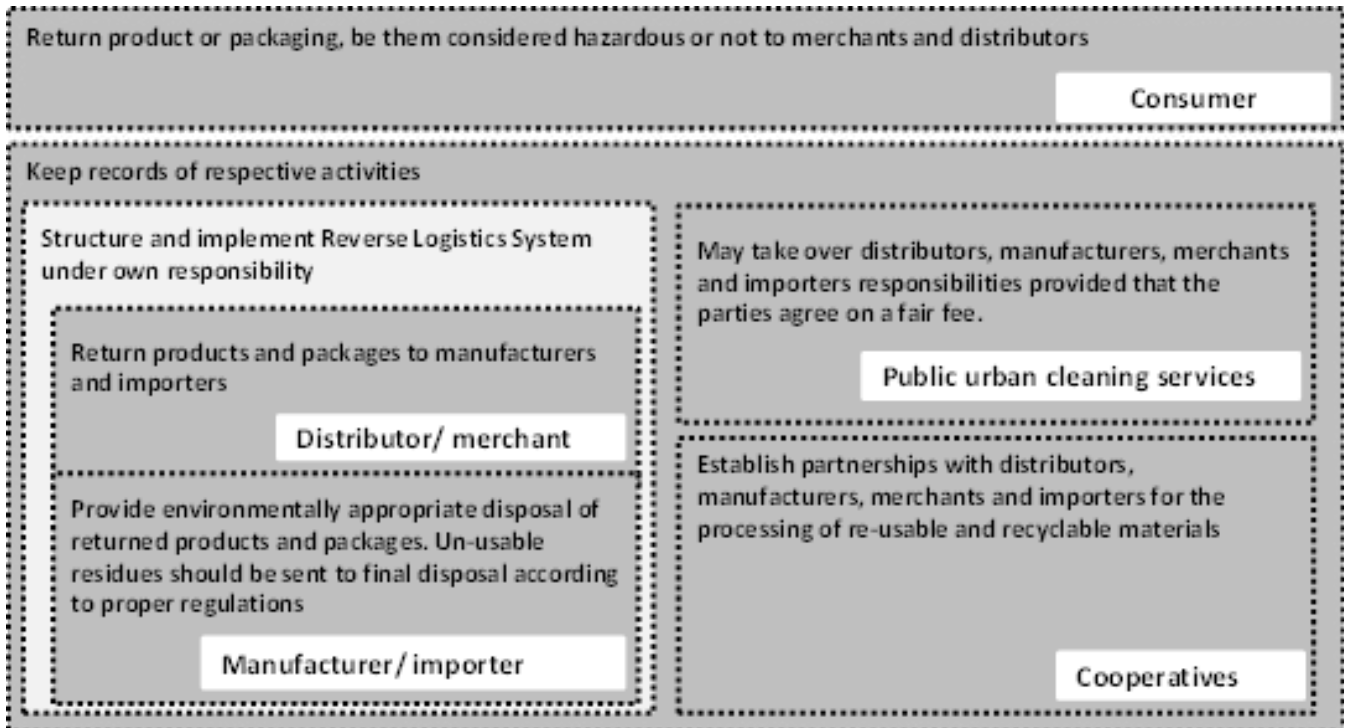 Return product or packaging, be them considered hazardous or not to merchants and distributors
Consumer
Keep records of respective activities
Structure and implement Reverse Logistics System
under own responsibility
Return products and packages to manufacturers
and importers
Distributor/ merchant
Provide environmentally appropriate disposal of
returned products and packages. Un-usable
residues should be sent to final disposal according
to proper regulations
Manufacturer/ importer
May take over distributors, manufacturers, merchants
and importers responsibilities provided that the
parties agree on a fair fee.
Public urban cleaning services
Establish partnerships with distributors,
manufacturers, merchants and importers for the
processing of re-usable and recyclable materials
Cooperatives